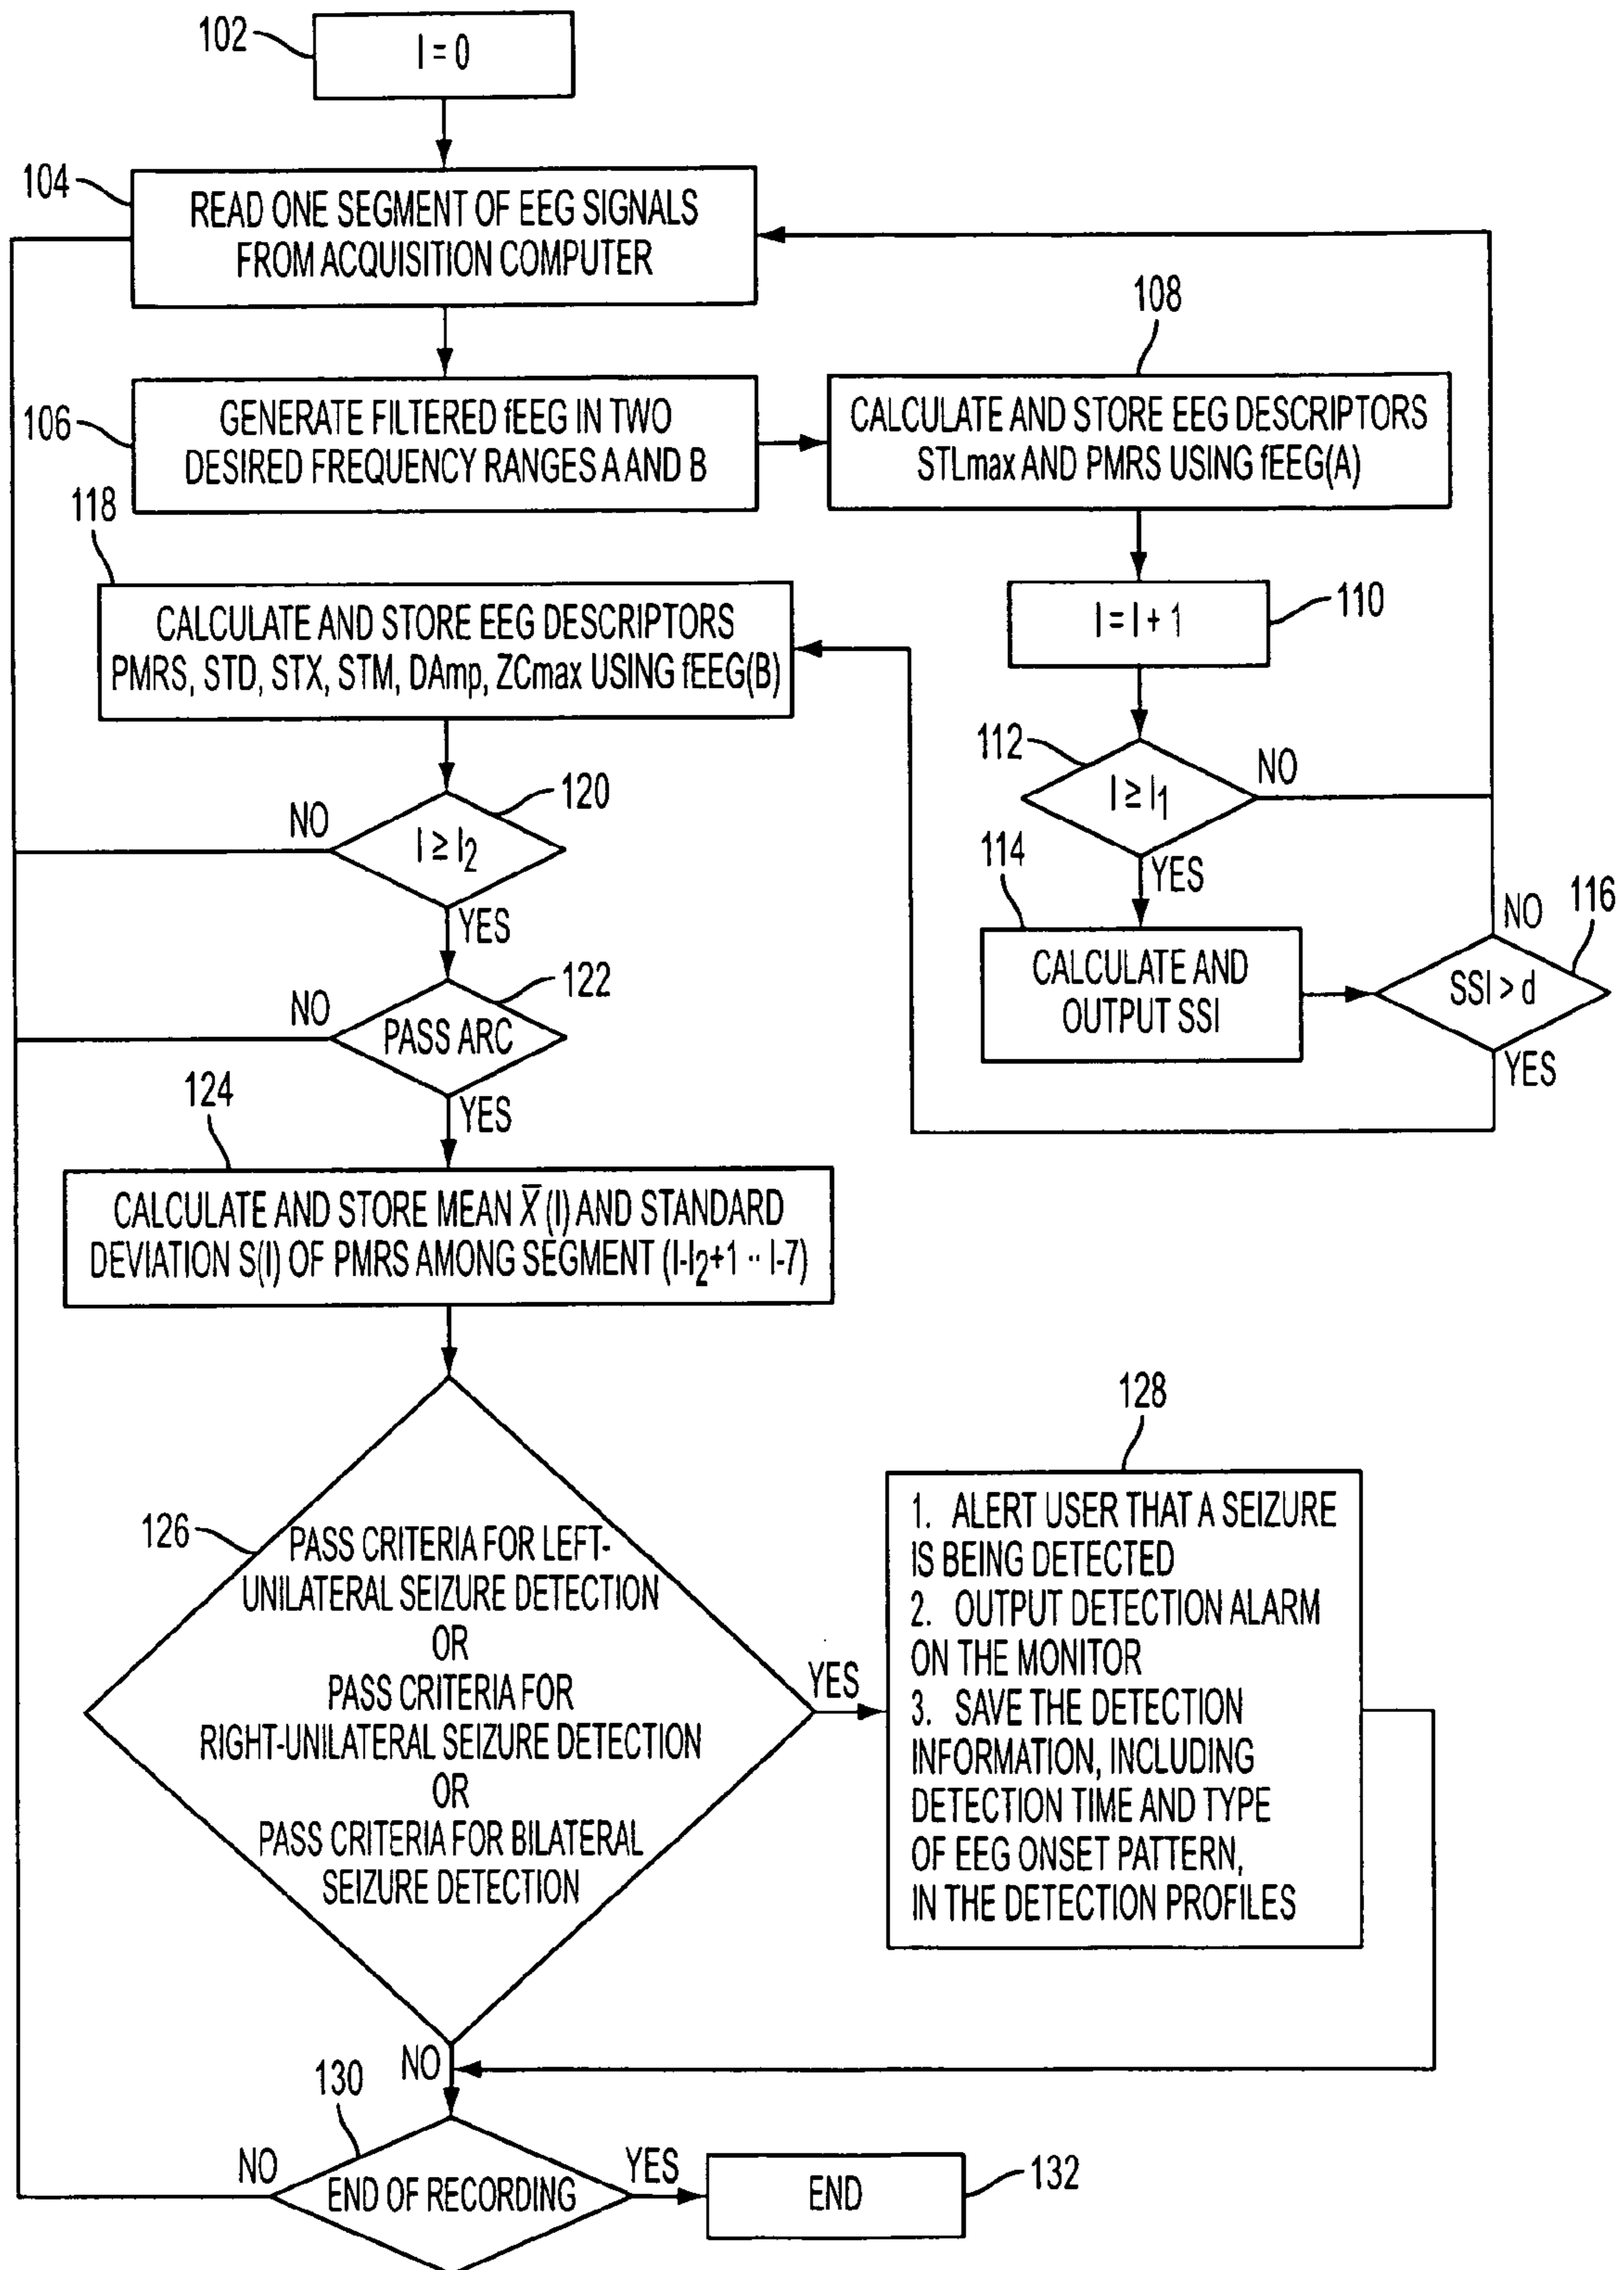 102
I = 0
104
READ ONE SEGMENT OF EEG SIGNALS
FROM ACQUISITION COMPUTER
106
GENERATE FILTERED fEEG IN TWO
DESIRED FREQUENCY RANGES A AND B
108
CALCULATE AND STORE EEG DESCRIPTORS
STLmax AND PMRS USING fEEG(A)
110
I = I + 1
112
I ≥ I1
NO
YES
114
CALCULATE AND
OUTPUT SSI
116
SSI > d
NO
YES
118
CALCULATE AND STORE EEG DESCRIPTORS
PMRS, STD, STX, STM, DAmp, ZCmax USING fEEG(B)
120
I ≥ I2
NO
YES
122
PASS ARC
NO
YES
124
CALCULATE AND STORE MEAN X̅ (I) AND STANDARD
DEVIATION S(I) OF PMRS AMONG SEGMENT (I-I2+1 ·· I-7)
126
PASS CRITERIA FOR LEFT-
UNILATERAL SEIZURE DETECTION
OR
PASS CRITERIA FOR
RIGHT-UNILATERAL SEIZURE DETECTION
OR
PASS CRITERIA FOR BILATERAL
SEIZURE DETECTION
YES
NO
128
1. ALERT USER THAT A SEIZURE
IS BEING DETECTED
2. OUTPUT DETECTION ALARM
ON THE MONITOR
3. SAVE THE DETECTION
INFORMATION, INCLUDING
DETECTION TIME AND TYPE
OF EEG ONSET PATTERN,
IN THE DETECTION PROFILES
130
END OF RECORDING
NO
YES
END
132